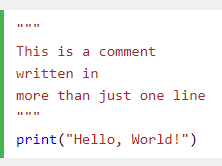 """
This is a comment
written in
more than just one line
"""
print("Hello, World!")